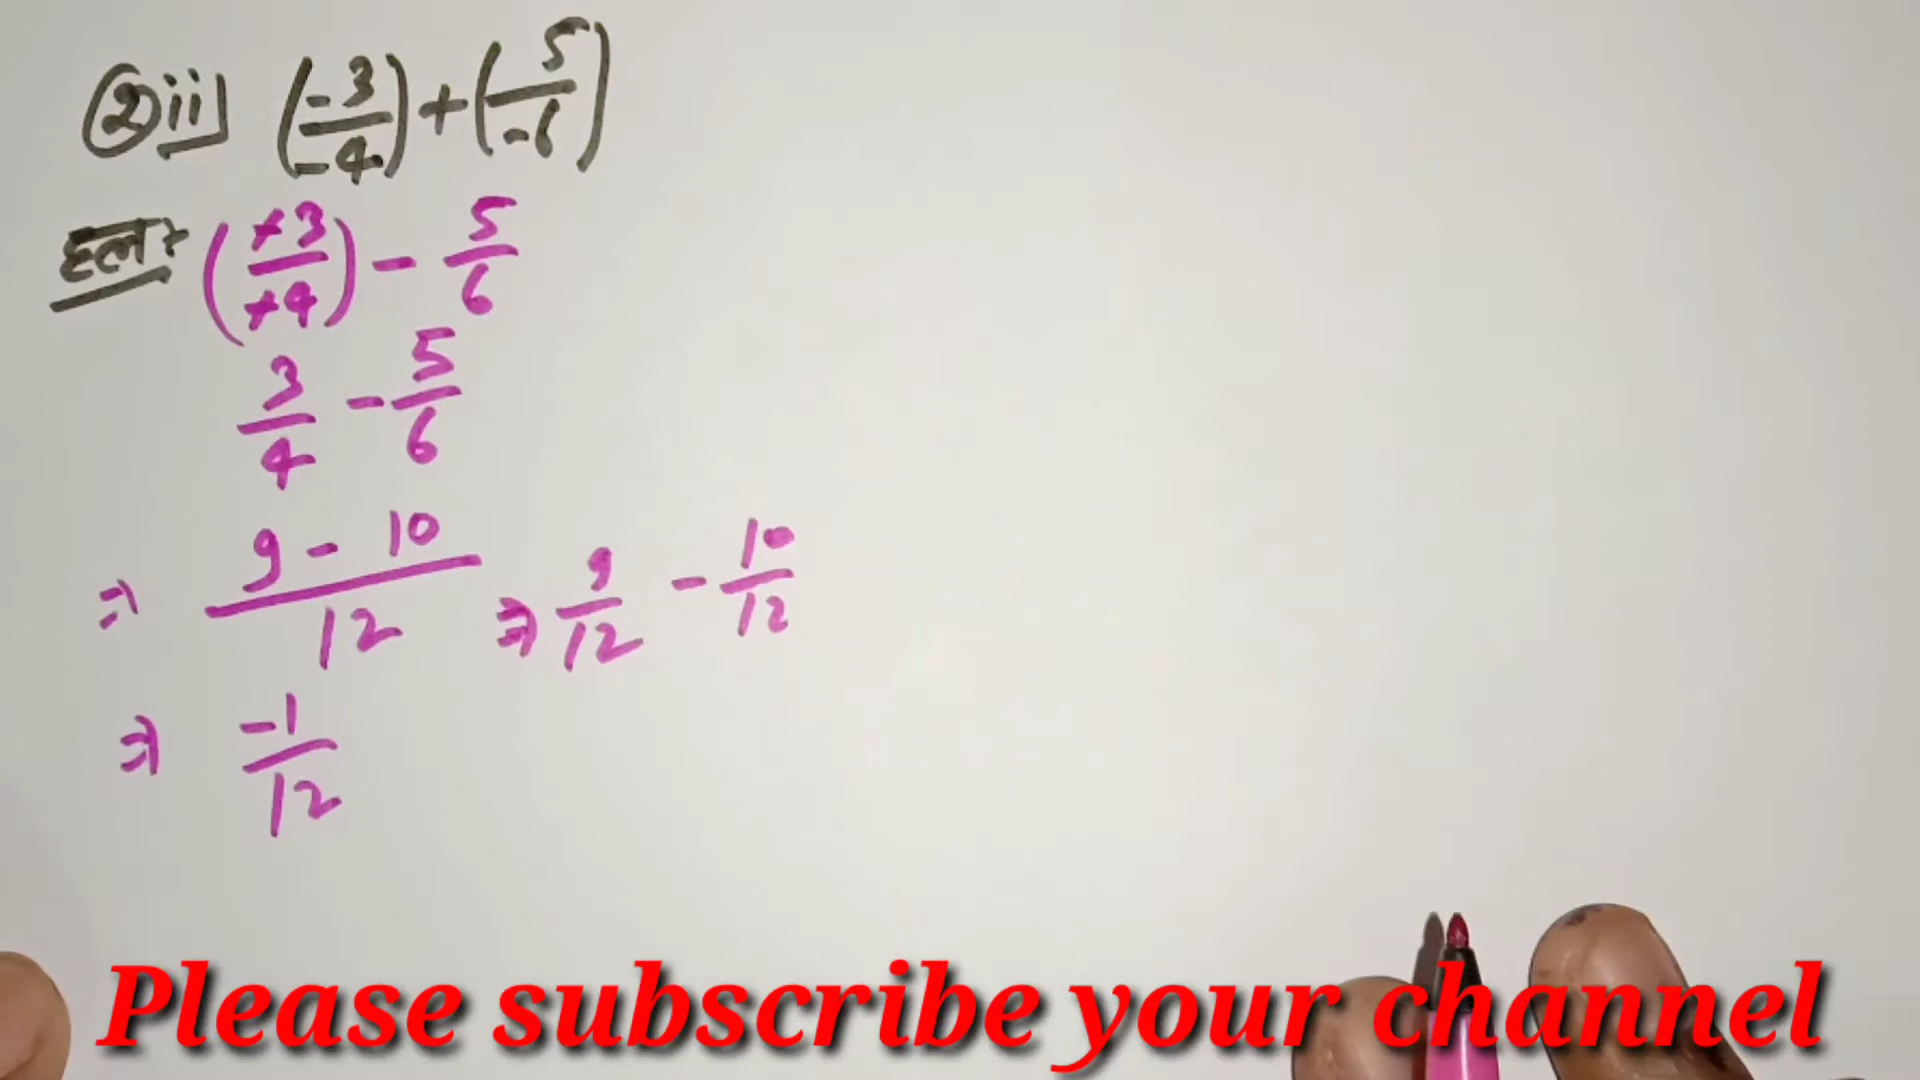 ② ii] (-3/-4) + (5/-6)
हल: (+3/+4) - 5/6
3/4 - 5/6
⇒ 9 - 10/12 ⇒ 9/12 - 10/12
⇒ -1/12
Please subscribe your channel